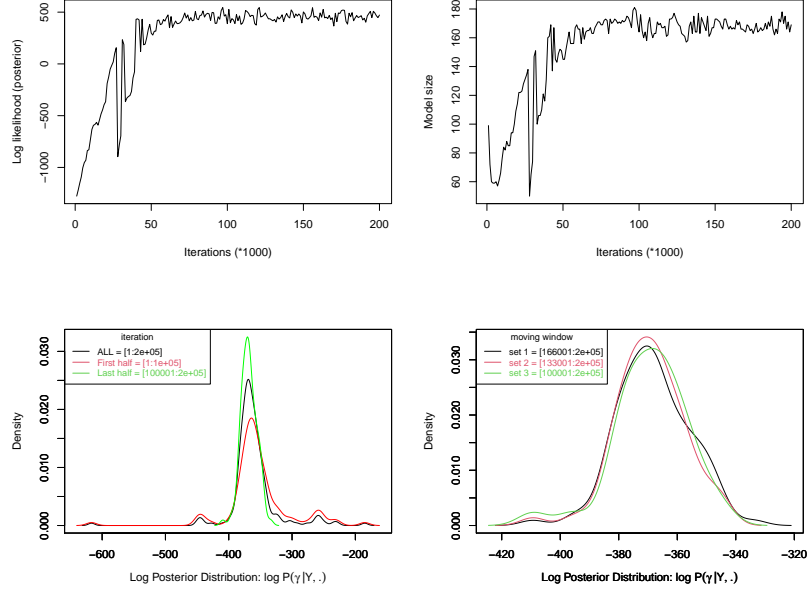 Log likelihood (posterior)
500
0
−500
−1000
0 50 100 150 200
Iterations (*1000)
Model size
180
160
140
120
100
80
60
0 50 100 150 200
Iterations (*1000)
iteration
ALL = [1:2e+05]
First half = [1:1e+05]
Last half = [100001:2e+05]
Density
0.030
0.020
0.010
0.000
−600 −500 −400 −300 −200
Log Posterior Distribution: log P(γ|Y, .)
moving window
set 1 = [166001:2e+05]
set 2 = [133001:2e+05]
set 3 = [100001:2e+05]
Density
0.030
0.020
0.010
0.000
−420 −400 −380 −360 −340 −320
Log Posterior Distribution: log P(γ|Y, .)